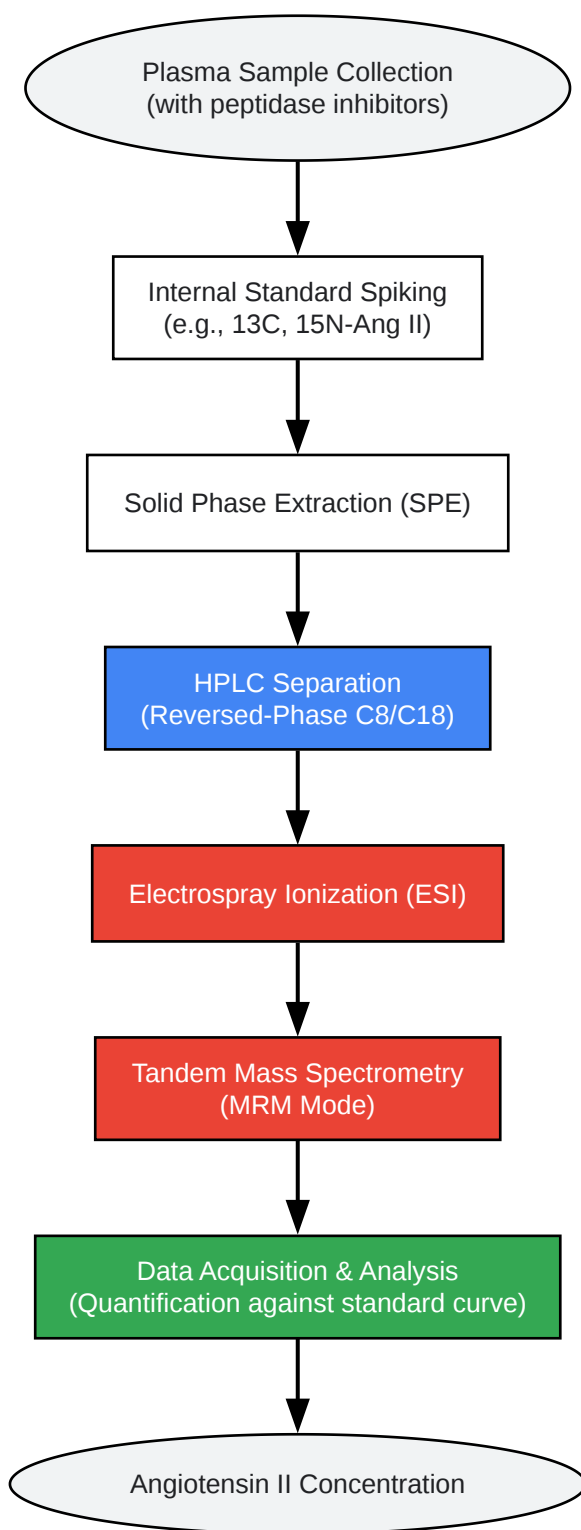 Plasma Sample Collection
(with peptidase inhibitors)
Internal Standard Spiking
(e.g., 13C, 15N-Ang II)
Solid Phase Extraction (SPE)
HPLC Separation
(Reversed-Phase C8/C18)
Electrospray Ionization (ESI)
Tandem Mass Spectrometry
(MRM Mode)
Data Acquisition & Analysis
(Quantification against standard curve)
Angiotensin II Concentration